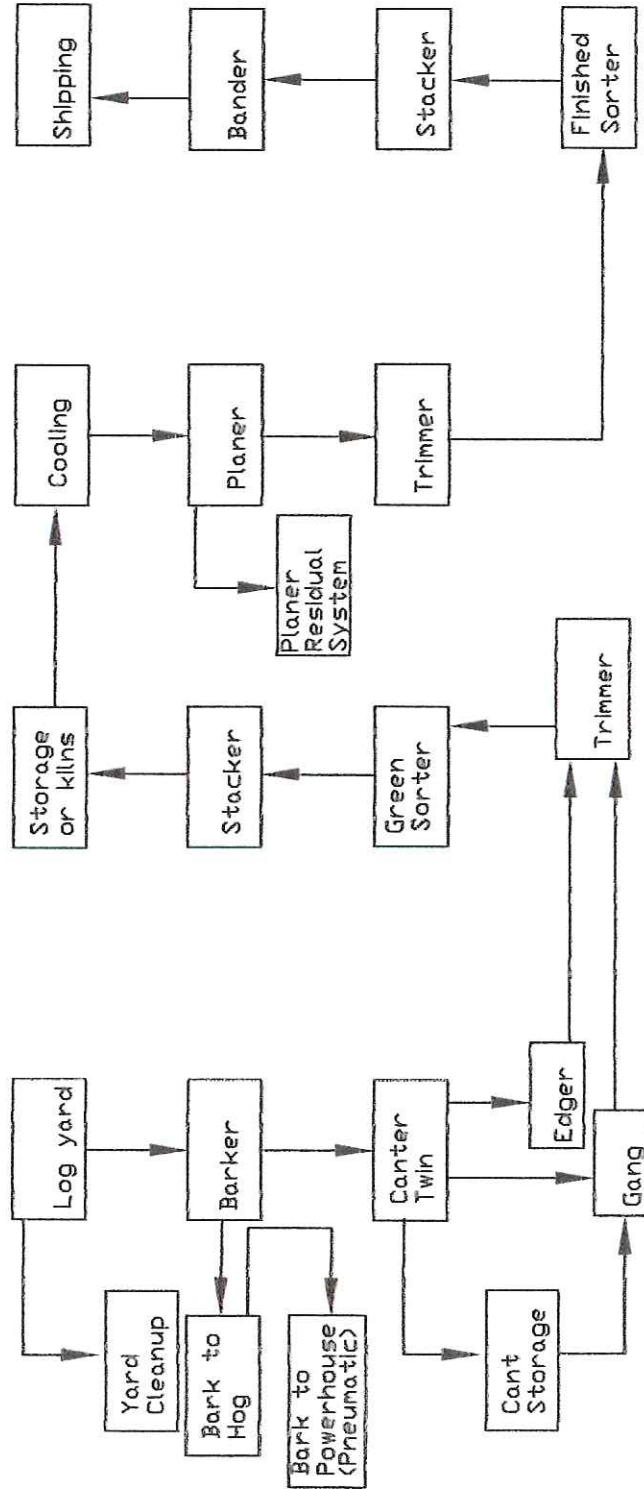 Log yard
Yard
Cleanup
Barker
Bark to
Hog
Bark to
Powerhouse
(Pneumatic)
Canter
Twin
Cant
Storage
Edger
Gang
Trimmer
Green
Sorter
Stacker
Storage
or kilns
Cooling
Planer
Planer
Residual
System
Trimmer
Finished
Sorter
Stacker
Bander
Shipping